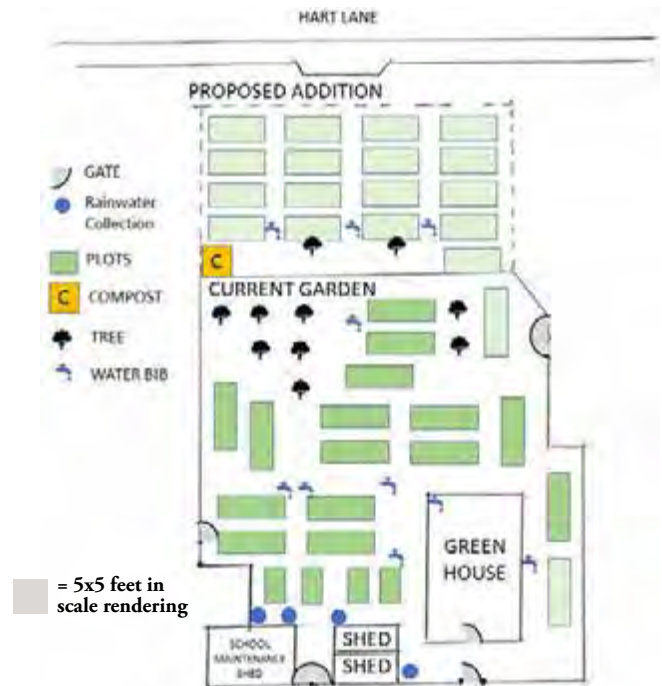 HART LANE
PROPOSED ADDITION
GATE
Rainwater
Collection
PLOTS
C
C COMPOST
CURRENT GARDEN
TREE
WATER BIB
GREEN
HOUSE
= 5x5 feet in
scale rendering
SCHOOL
MAINTENANCE
SHED
SHED
SHED